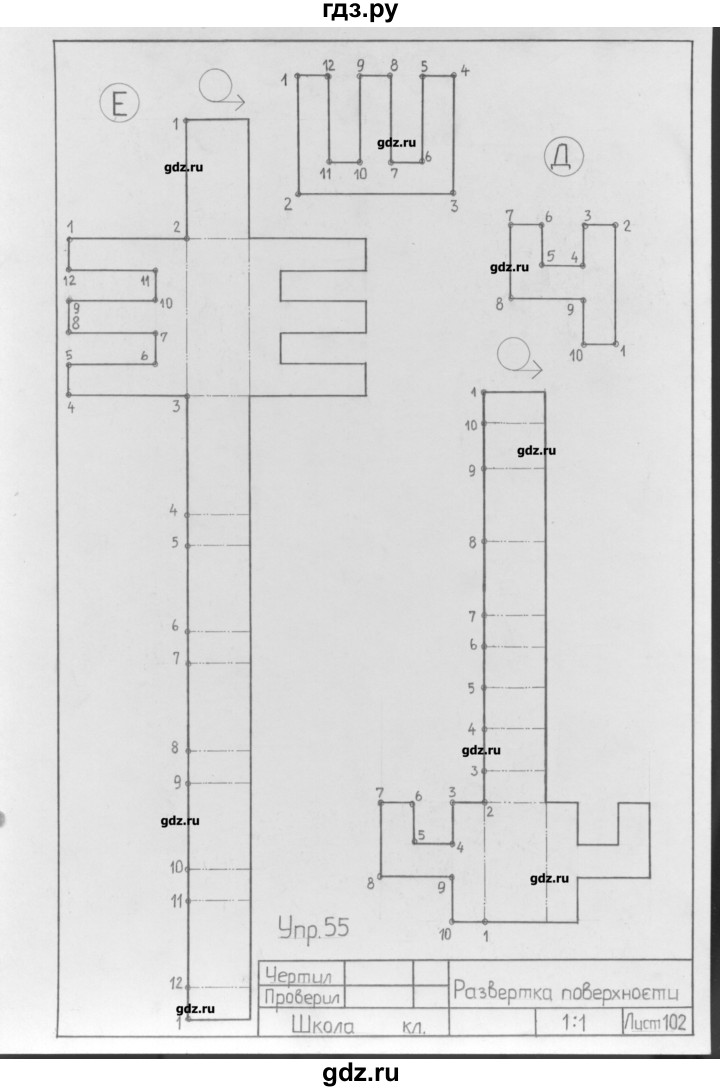 гдз.ру
Е
1
1 12 9 8 5 4
gdz.ru
11 10 7 6
2 3
gdz.ru
Д
7 6 3 2
5 4
gdz.ru
8 9
10 1
1 2
12 11
9 10
8 7
5 6
4 3
1
10
gdz.ru
9
4
5
8
6
7
7
6
5
8
4
gdz.ru
9
3
7 6 3 2
gdz.ru
5 4
10
8 9
gdz.ru
11
Упр.55
10 1
12
gdz.ru
1
Чертил
Проверил
Развертка поверхности
Школа кл.
1:1
Лист 102
gdz.ru